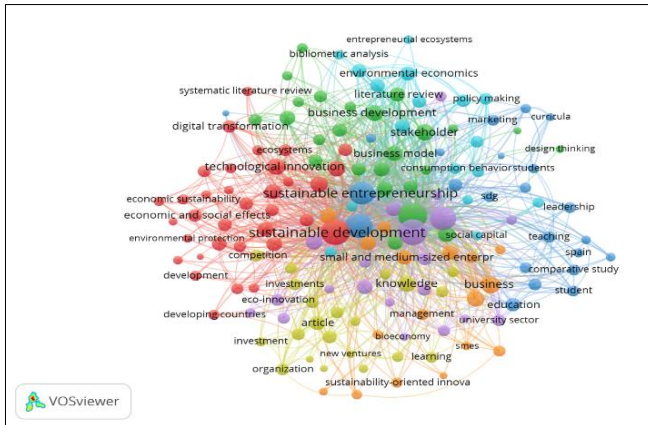 entrepreneurial ecosystems
bibliometric analysis
environmental economics
systematic literature review
literature review
policy making
business development
marketing
curricula
digital transformation
stakeholder
design thinking
ecosystems
business model
technological innovation
consumption behavior
students
sustainable entrepreneurship
sdg
economic sustainability
leadership
economic and social effects
sustainable development
social capital
teaching
environmental protection
competition
small and medium-sized enterpr
spain
comparative study
development
investments
knowledge
business
student
eco-innovation
education
developing countries
article
management
university sector
bioeconomy
investment
new ventures
learning
smes
organization
sustainability-oriented innova
VOSviewer